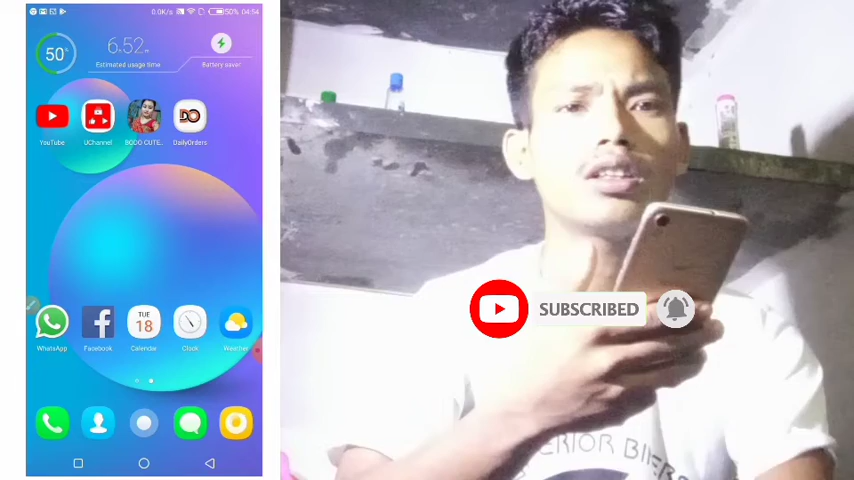 0.0K/s 50% 04:54
50%
6 h 52 M
Estimated usage time
Battery saver
YouTube
UChannel
BODO CUTE..
DO
DailyOrders
WhatsApp
Facebook
TUE
18
Calendar
Clock
Weather
SUBSCRIBED
ERIOR BIKERS